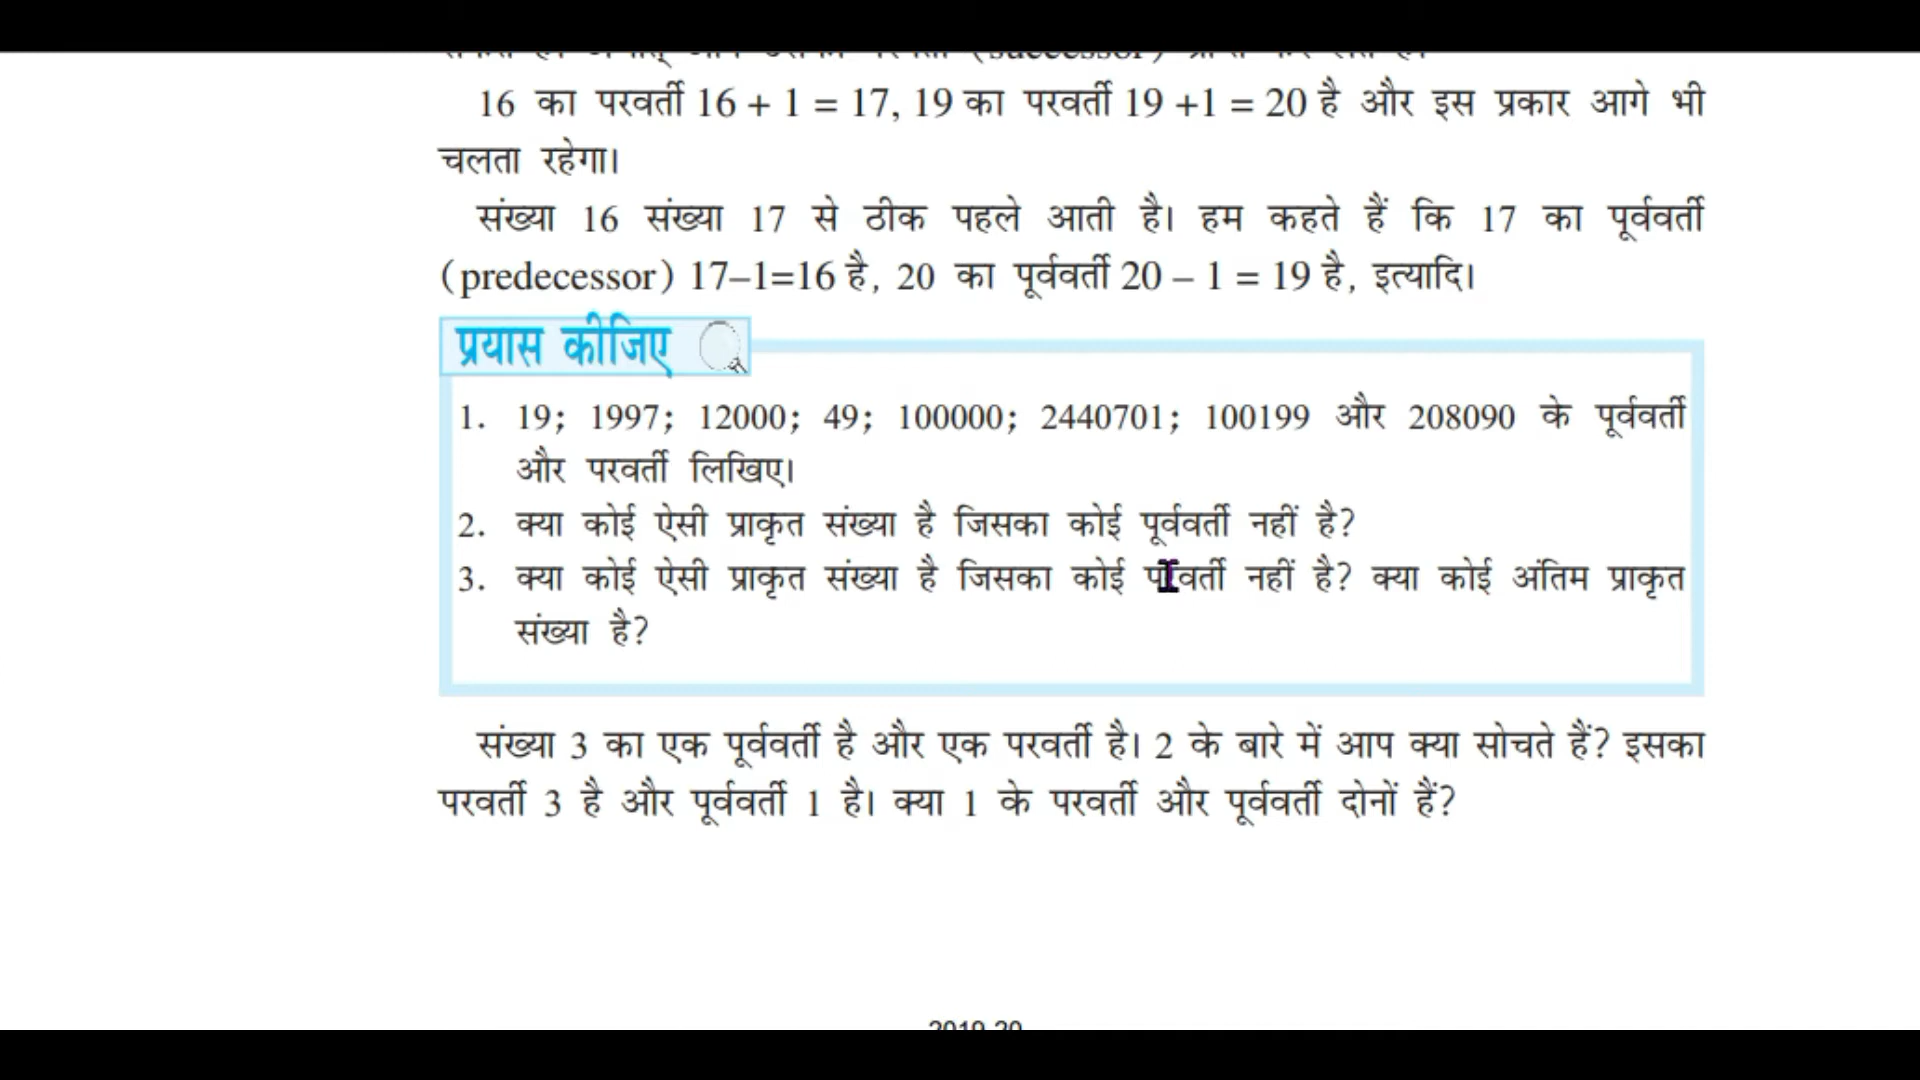 16 का परवर्ती 16 + 1 = 17, 19 का परवर्ती 19 +1 = 20 है और इस प्रकार आगे भी
चलता रहेगा।
संख्या 16 संख्या 17 से ठीक पहले आती है। हम कहते हैं कि 17 का पूर्ववर्ती
(predecessor) 17–1=16 है, 20 का पूर्ववर्ती 20 – 1 = 19 है, इत्यादि।
प्रयास कीजिए
1. 19; 1997; 12000; 49; 100000; 2440701; 100199 और 208090 के पूर्ववर्ती
और परवर्ती लिखिए।
2. क्या कोई ऐसी प्राकृत संख्या है जिसका कोई पूर्ववर्ती नहीं है?
3. क्या कोई ऐसी प्राकृत संख्या है जिसका कोई परवर्ती नहीं है? क्या कोई अंतिम प्राकृत
संख्या है?
संख्या 3 का एक पूर्ववर्ती है और एक परवर्ती है। 2 के बारे में आप क्या सोचते हैं? इसका
परवर्ती 3 है और पूर्ववर्ती 1 है। क्या 1 के परवर्ती और पूर्ववर्ती दोनों हैं?